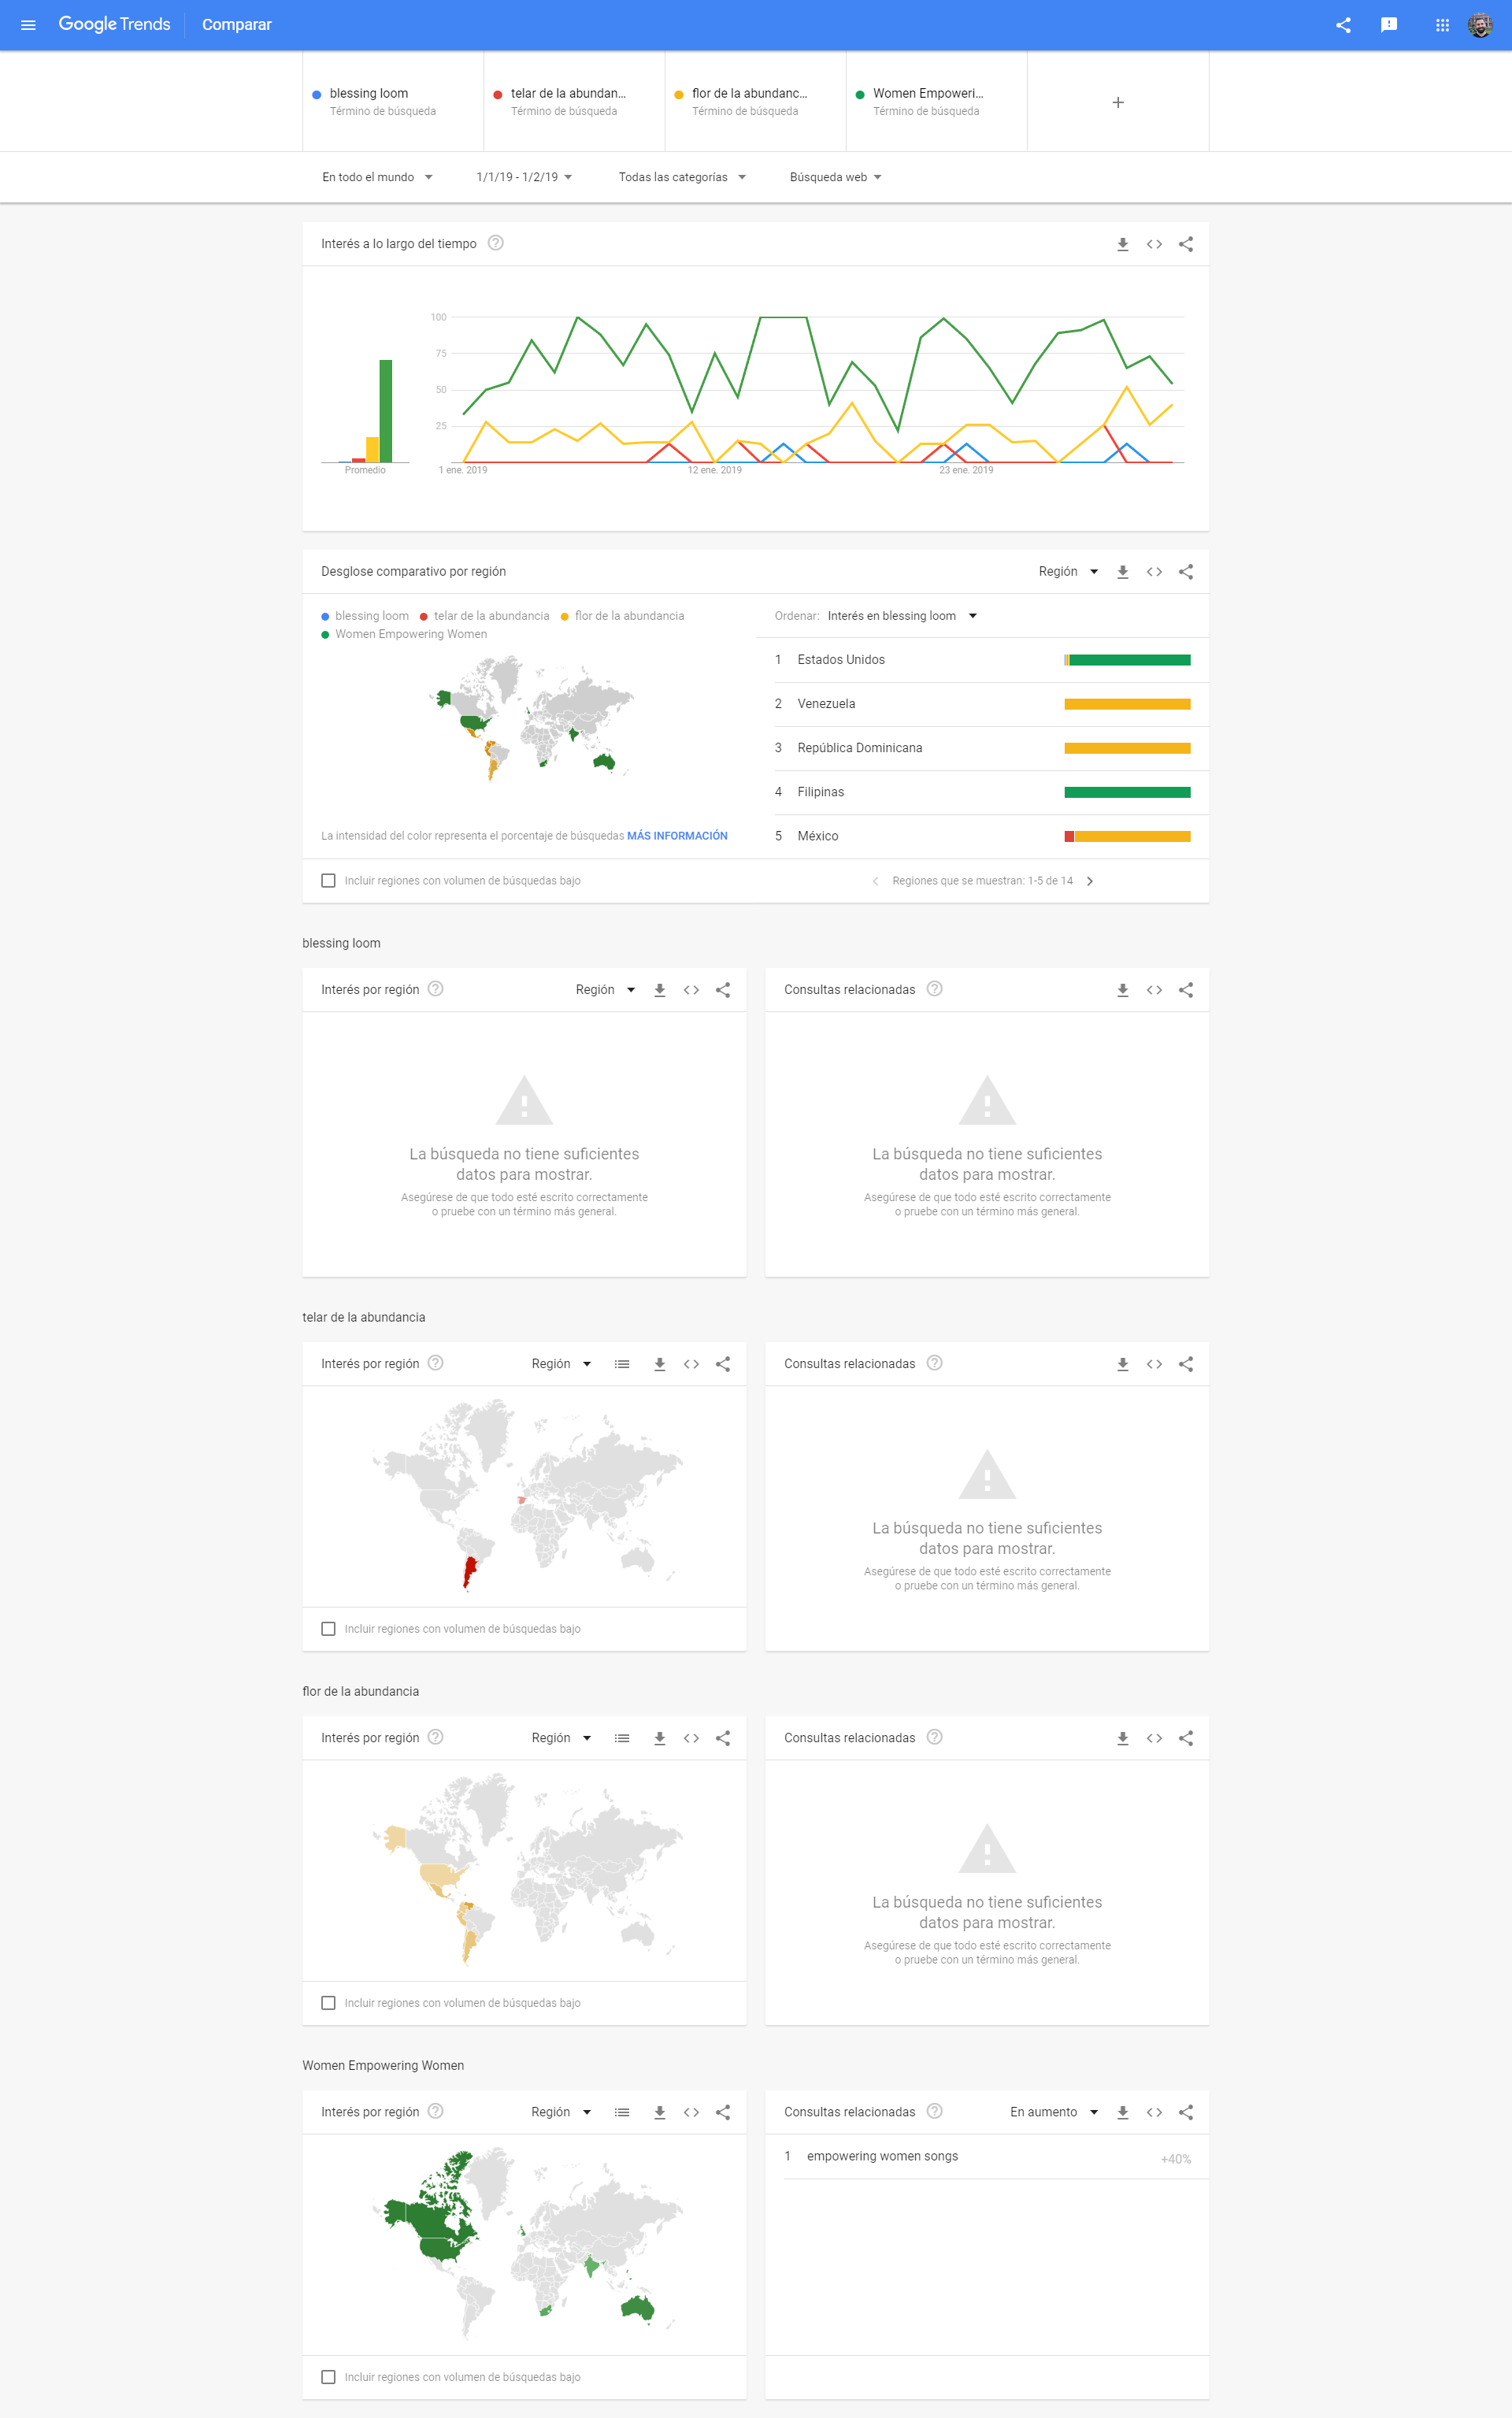 Google Trends Comparar
blessing loom
Término de búsqueda
telar de la abundan...
Término de búsqueda
flor de la abundanc...
Término de búsqueda
Women Empoweri...
Término de búsqueda
En todo el mundo
1/1/19 - 1/2/19
Todas las categorías
Búsqueda web
Interés a lo largo del tiempo
100
75
50
25
Promedio
1 ene. 2019
12 ene. 2019
23 ene. 2019
Desglose comparativo por región
Región
blessing loom telar de la abundancia flor de la abundancia
Women Empowering Women
Ordenar: Interés en blessing loom
1 Estados Unidos
2 Venezuela
3 República Dominicana
4 Filipinas
5 México
La intensidad del color representa el porcentaje de búsquedas MÁS INFORMACIÓN
Incluir regiones con volumen de búsquedas bajo
Regiones que se muestran: 1-5 de 14
blessing loom
Interés por región
Región
La búsqueda no tiene suficientes
datos para mostrar.
Asegúrese de que todo esté escrito correctamente
o pruebe con un término más general.
Consultas relacionadas
La búsqueda no tiene suficientes
datos para mostrar.
Asegúrese de que todo esté escrito correctamente
o pruebe con un término más general.
telar de la abundancia
Interés por región
Región
Incluir regiones con volumen de búsquedas bajo
Consultas relacionadas
La búsqueda no tiene suficientes
datos para mostrar.
Asegúrese de que todo esté escrito correctamente
o pruebe con un término más general.
flor de la abundancia
Interés por región
Región
Incluir regiones con volumen de búsquedas bajo
Consultas relacionadas
La búsqueda no tiene suficientes
datos para mostrar.
Asegúrese de que todo esté escrito correctamente
o pruebe con un término más general.
Women Empowering Women
Interés por región
Región
Incluir regiones con volumen de búsquedas bajo
Consultas relacionadas
En aumento
1 empowering women songs
+40%